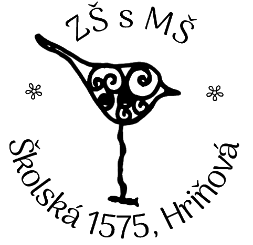 ZŠ s MŠ
Školská 1575, Hriňová